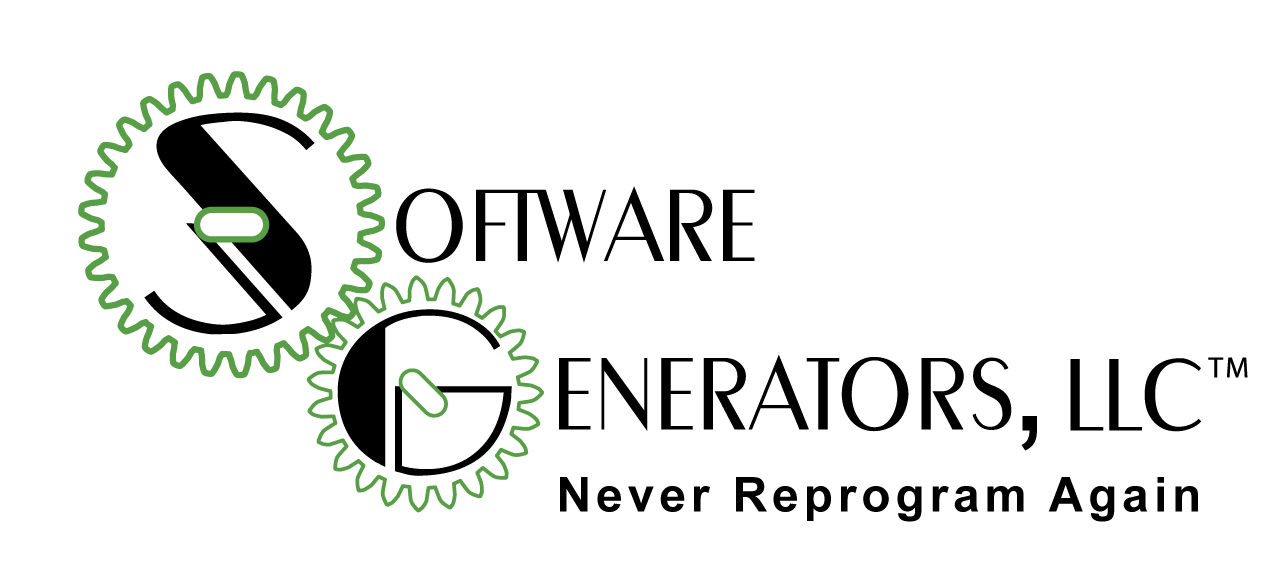 SOFTWARE
GENERATORS, LLC™
Never Reprogram Again